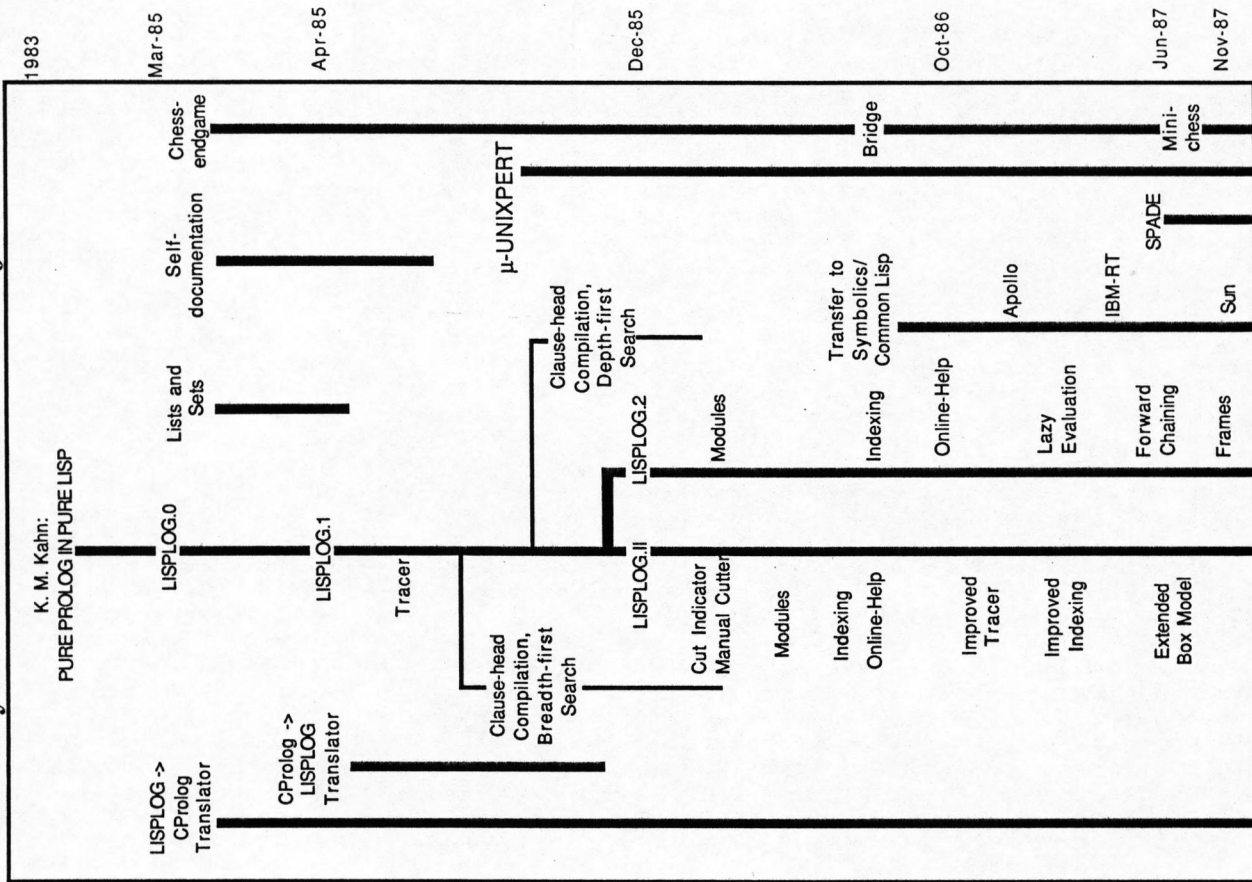 1983
K. M. Kahn:
PURE PROLOG IN PURE LISP
Mar-85
LISPLOG ->
CProlog
Translator
LISPLOG.0
Lists and
Sets
Self-
documentation
Chess-
endgame
Apr-85
CProlog ->
LISPLOG
Translator
LISPLOG.1
Tracer
Clause-head
Compilation,
Breadth-first
Search
μ-UNIXPERT
Clause-head
Compilation,
Depth-first
Search
Dec-85
LISPLOG.II
LISPLOG.2
Cut Indicator
Manual Cutter
Modules
Modules
Indexing
Online-Help
Indexing
Transfer to
Symbolics/
Common Lisp
Bridge
Oct-86
Online-Help
Improved
Tracer
Apollo
Improved
Indexing
Lazy
Evaluation
IBM-RT
Jun-87
Extended
Box Model
Forward
Chaining
SPADE
Mini-
chess
Nov-87
Frames
Sun